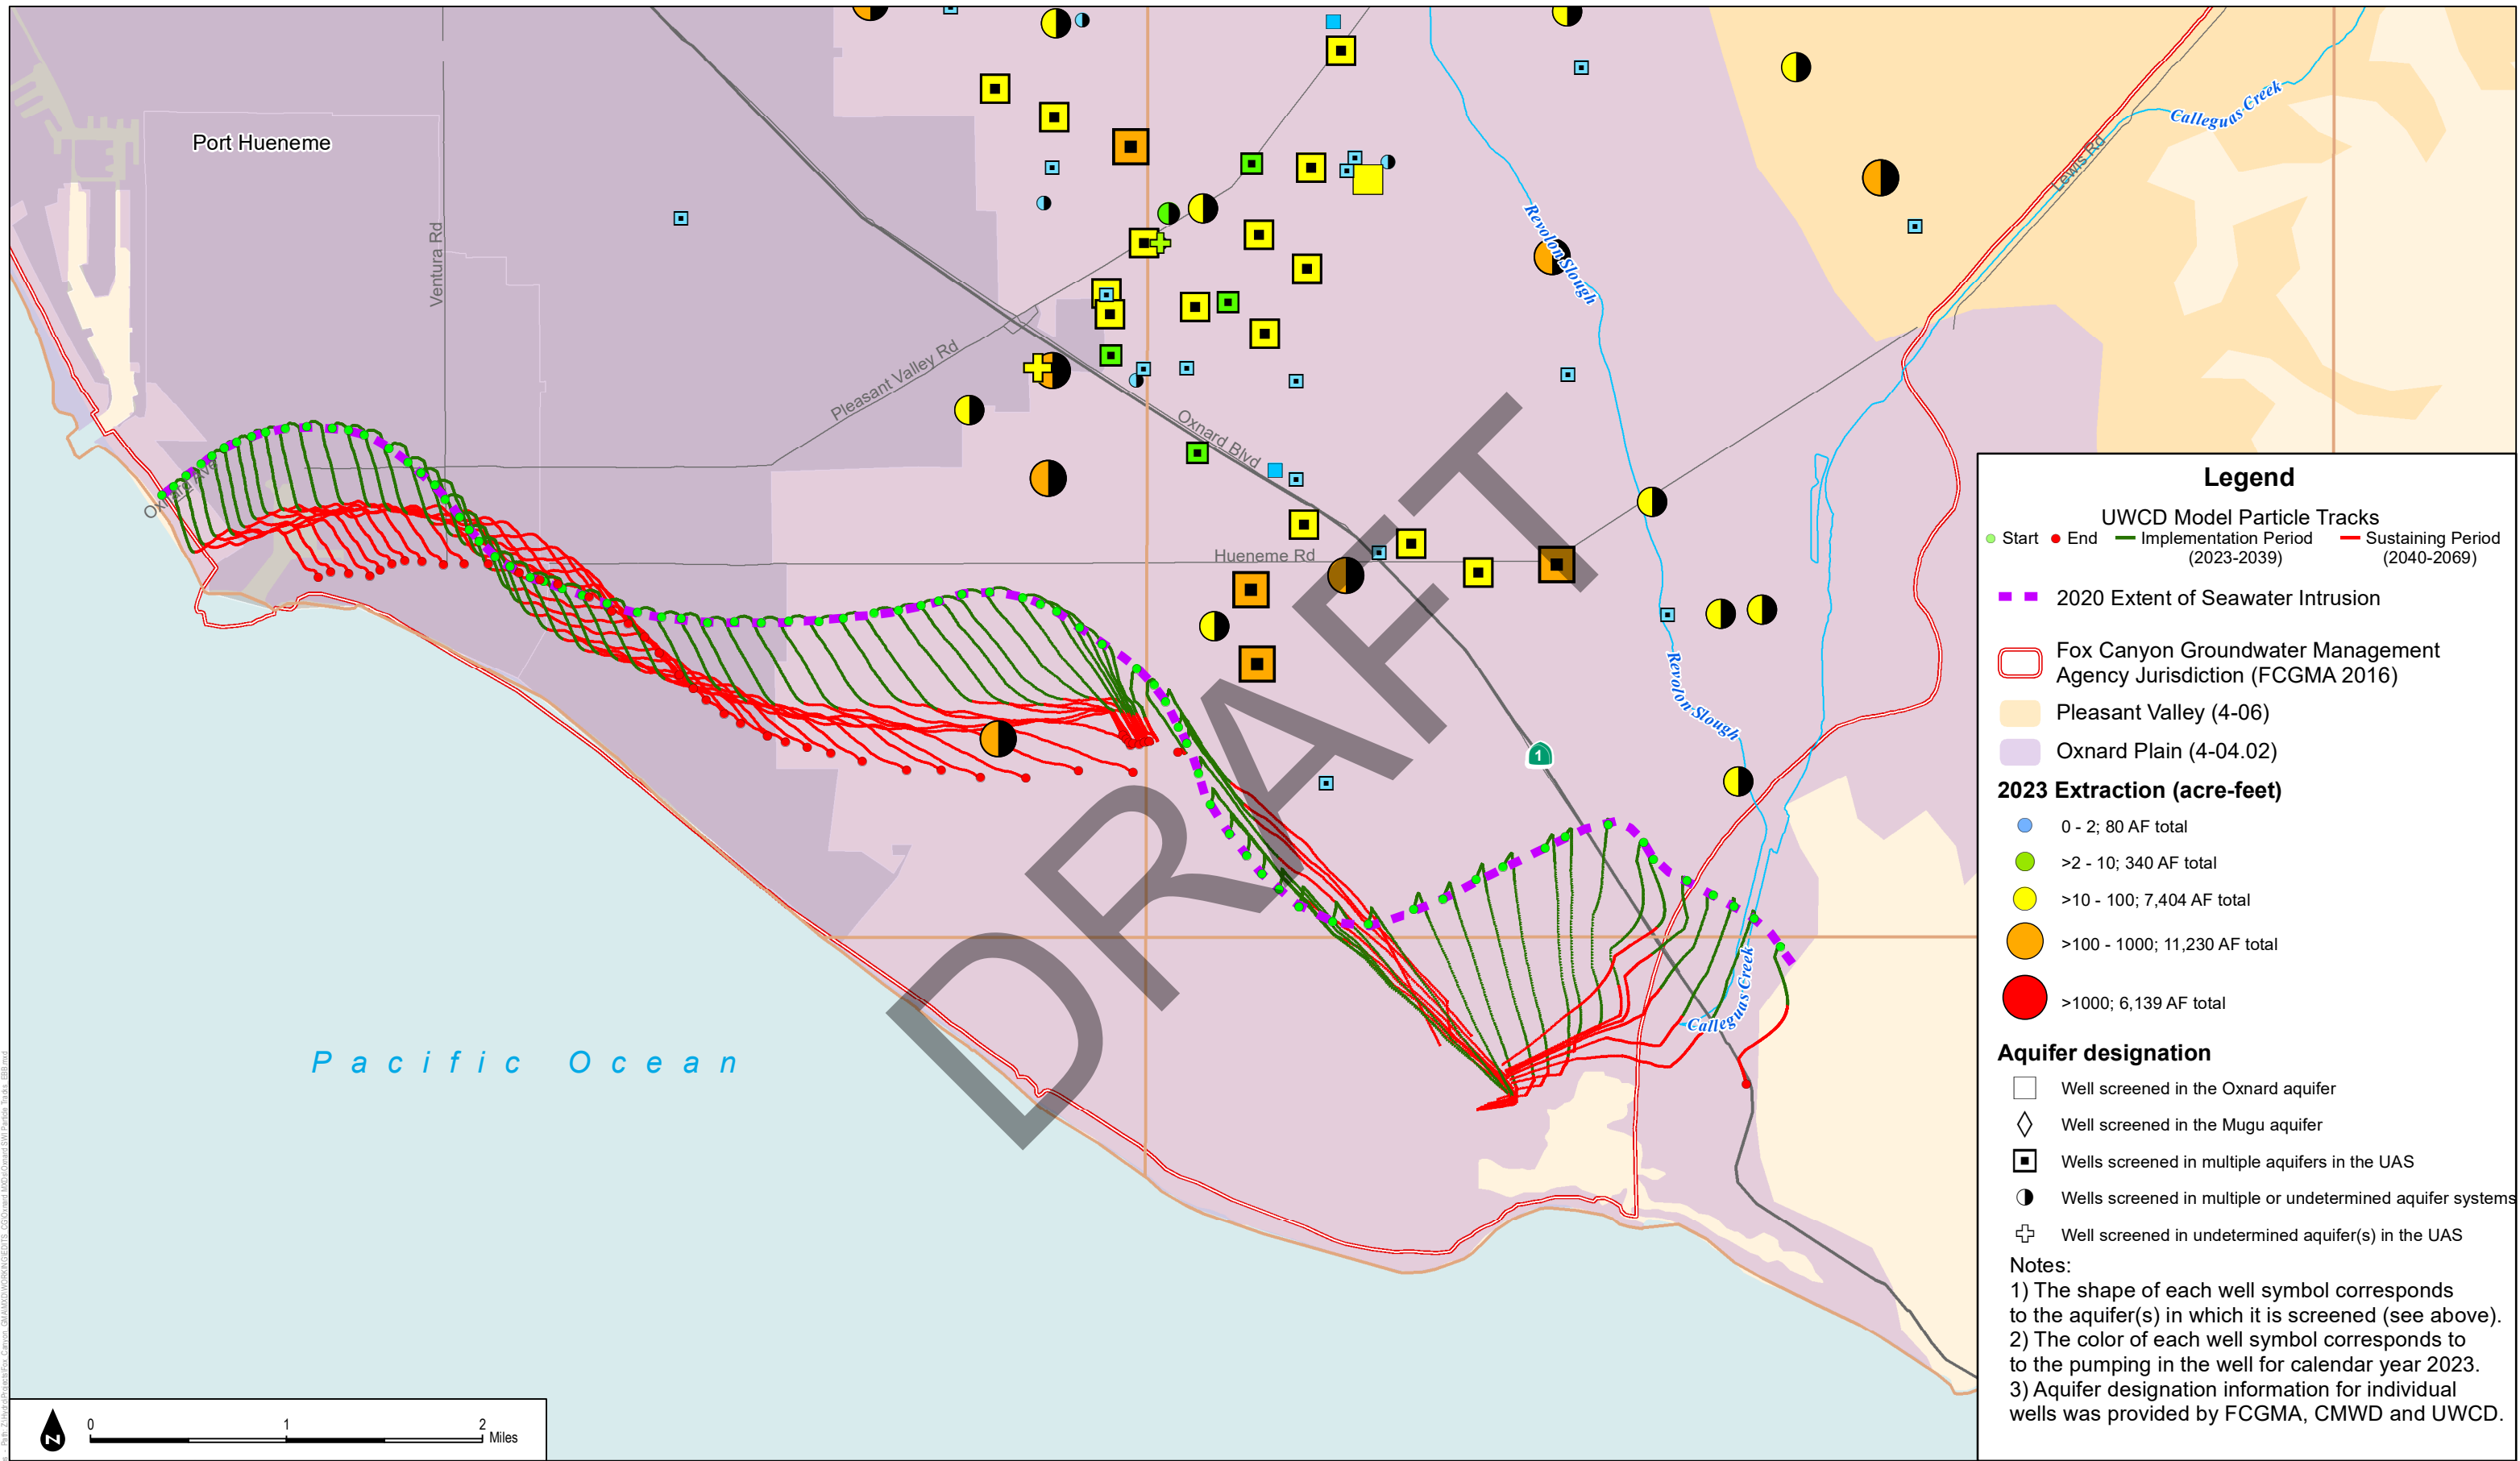 Port Hueneme
Ventura Rd
Pleasant Valley Rd
Oxnard Blvd
Hueneme Rd
Lewis Rd
Calleguas Creek
Revolon Slough
Revolon Slough
Calleguas Creek
1
Pacific Ocean
DRAFT
N
0 1 2
Miles
Legend
UWCD Model Particle Tracks
Start End Implementation Period Sustaining Period
(2023-2039) (2040-2069)
2020 Extent of Seawater Intrusion
Fox Canyon Groundwater Management
Agency Jurisdiction (FCGMA 2016)
Pleasant Valley (4-06)
Oxnard Plain (4-04.02)
2023 Extraction (acre-feet)
0 - 2; 80 AF total
>2 - 10; 340 AF total
>10 - 100; 7,404 AF total
>100 - 1000; 11,230 AF total
>1000; 6,139 AF total
Aquifer designation
Well screened in the Oxnard aquifer
Well screened in the Mugu aquifer
Wells screened in multiple aquifers in the UAS
Wells screened in multiple or undetermined aquifer systems
Well screened in undetermined aquifer(s) in the UAS
Notes:
1) The shape of each well symbol corresponds
to the aquifer(s) in which it is screened (see above).
2) The color of each well symbol corresponds to
to the pumping in the well for calendar year 2023.
3) Aquifer designation information for individual
wells was provided by FCGMA, CMWD and UWCD.